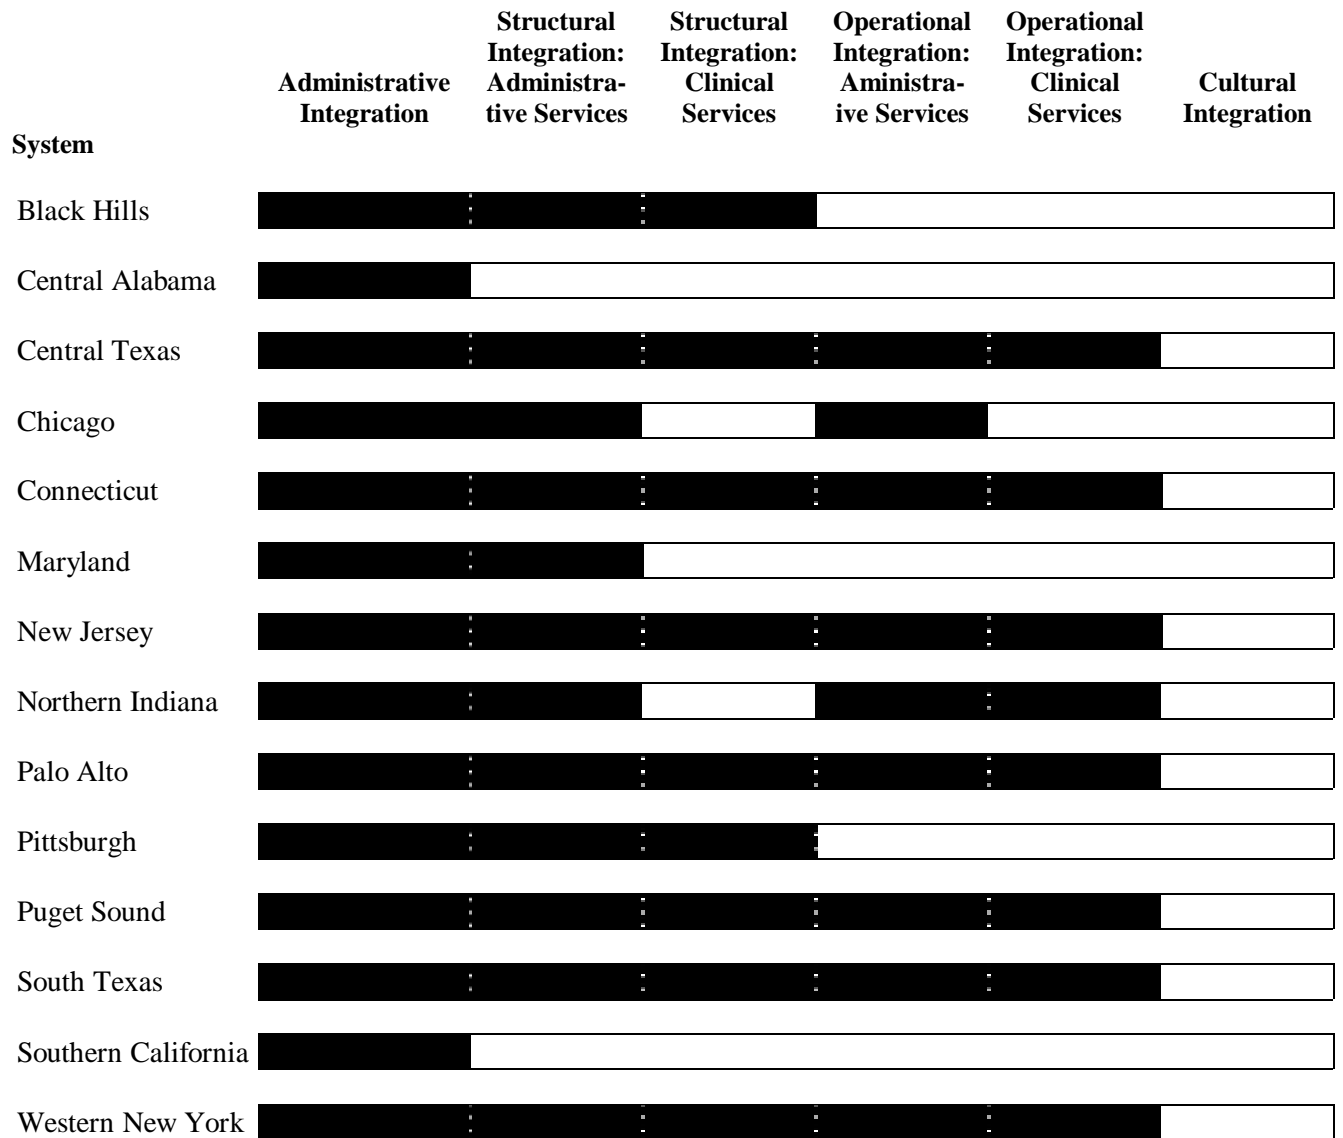 Structural Structural Operational Operational
Integration: Integration: Integration: Integration:
Administrative Administra- Clinical Aministra- Clinical Cultural
Integration tive Services Services ive Services Services Integration
System
Black Hills
Central Alabama
Central Texas
Chicago
Connecticut
Maryland
New Jersey
Northern Indiana
Palo Alto
Pittsburgh
Puget Sound
South Texas
Southern California
Western New York